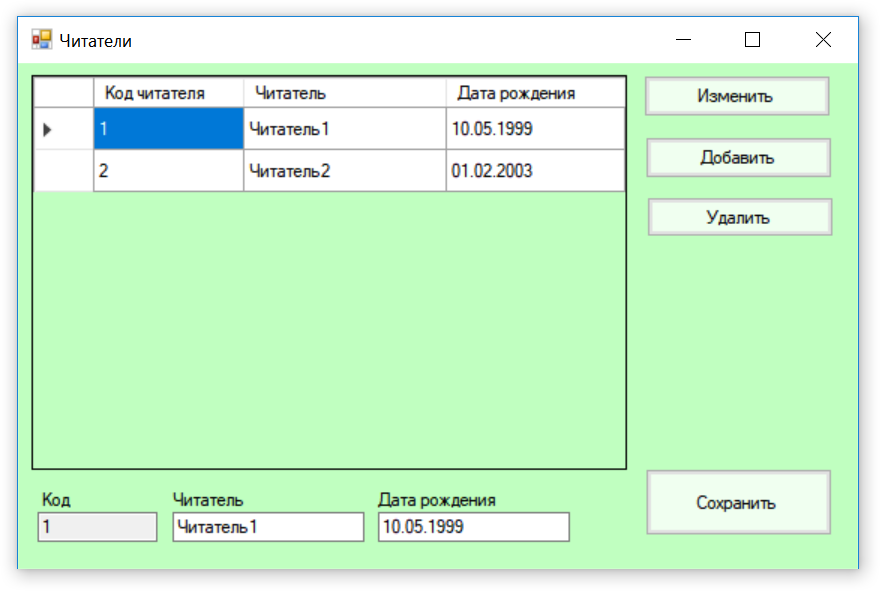 Читатели
Код читателя Читатель Дата рождения
1 Читатель1 10.05.1999
2 Читатель2 01.02.2003
Изменить
Добавить
Удалить
Код Читатель Дата рождения
1 Читатель1 10.05.1999
Сохранить